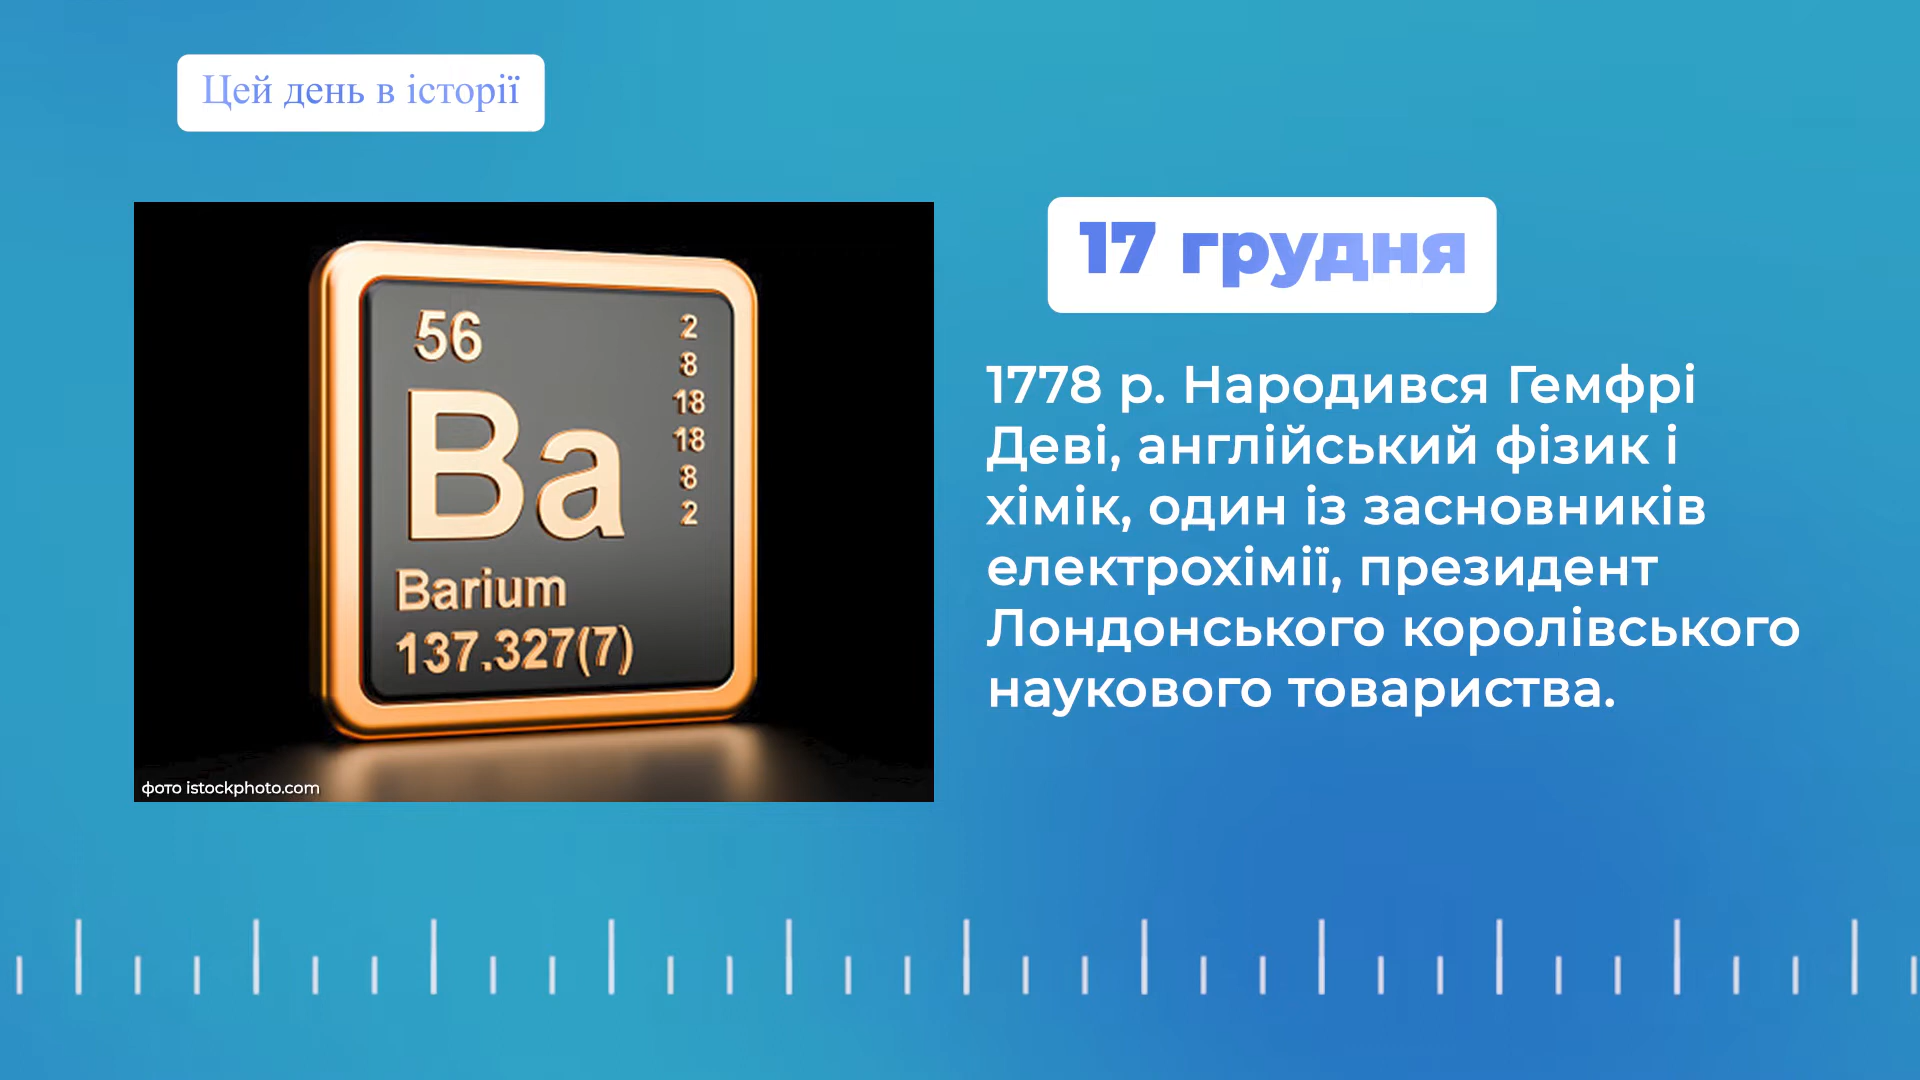 Цей день в історії
56
2
8
18
18
8
2
Ba
Barium
137.327(7)
фото istockphoto.com
17 грудня
1778 р. Народився Гемфрі
Деві, англійський фізик і
хімік, один із засновників
електрохімії, президент
Лондонського королівського
наукового товариства.